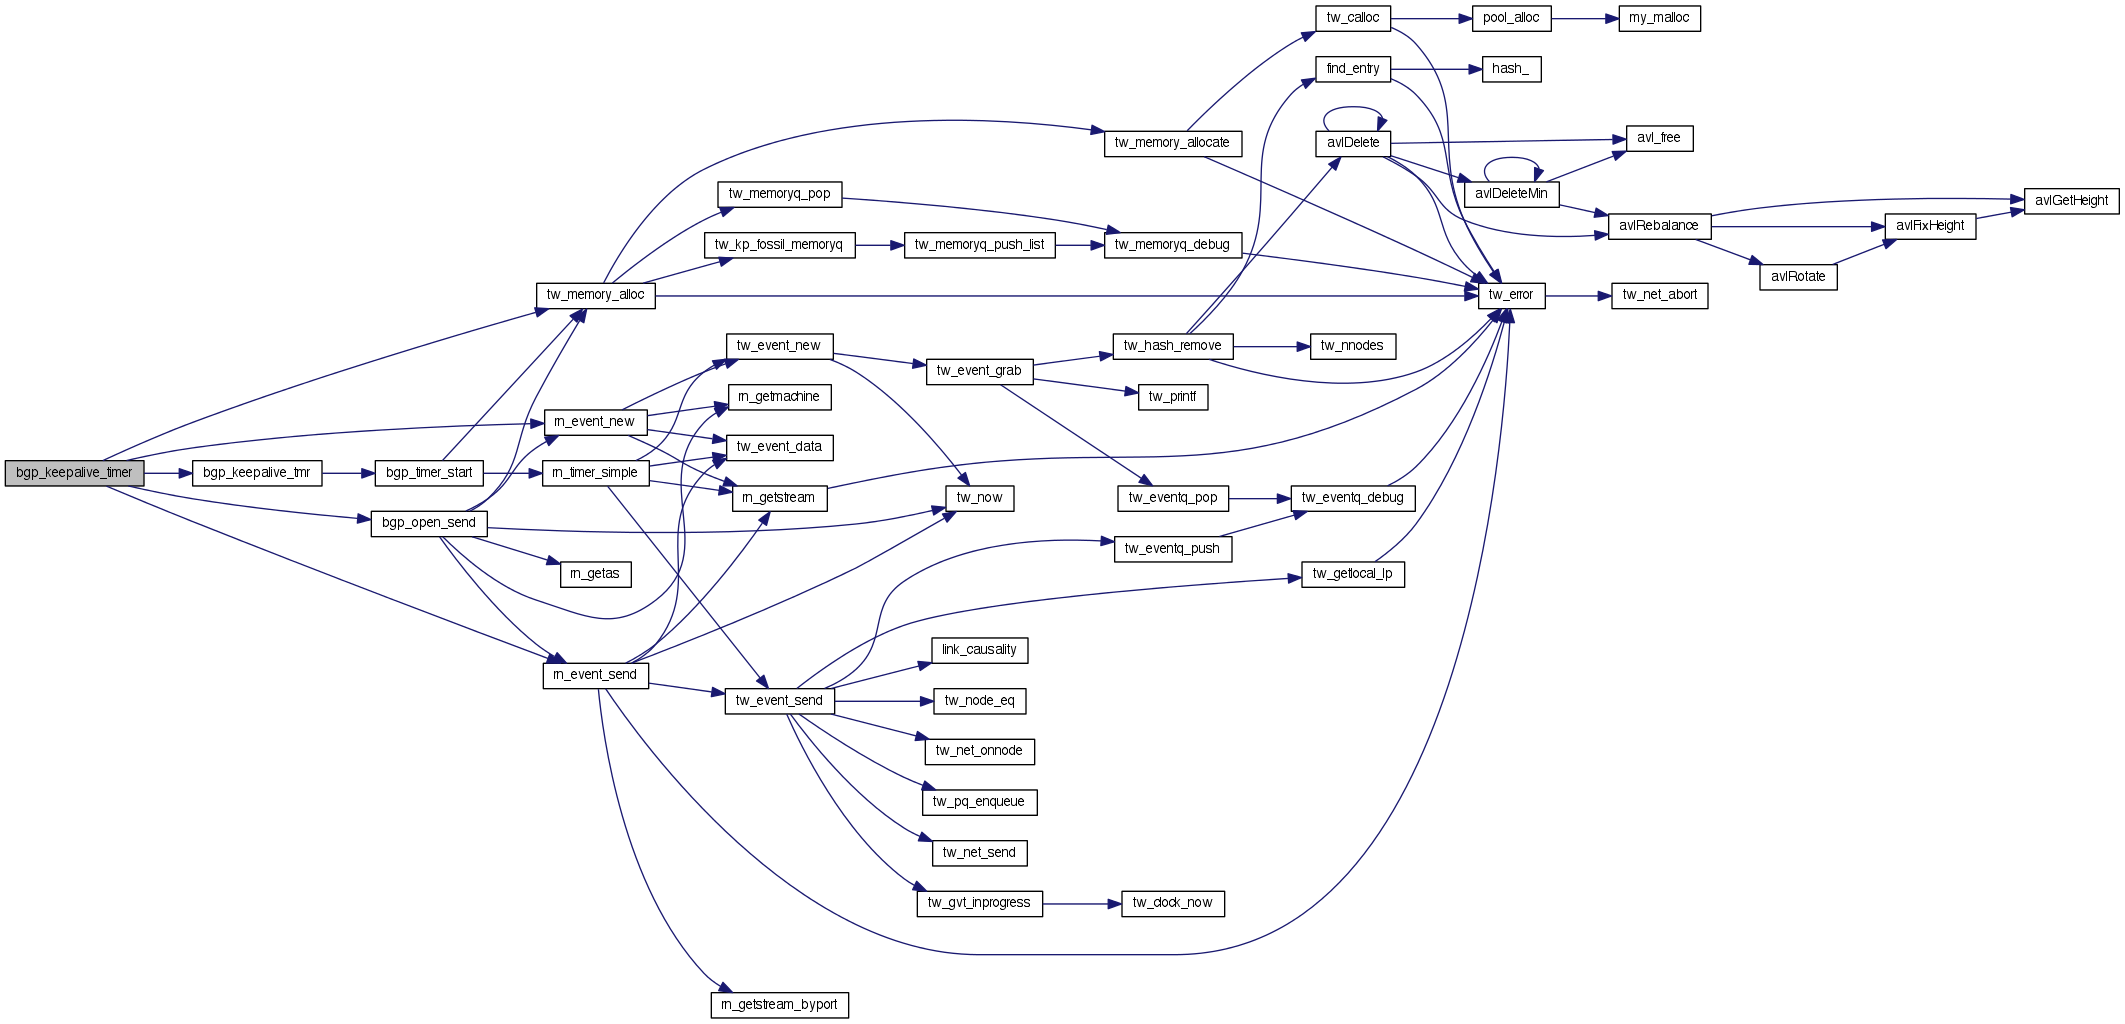 bgp_keepalive_timer
bgp_keepalive_tmr
bgp_timer_start
bgp_open_send
tw_memory_alloc
rn_event_new
rn_timer_simple
rn_getas
rn_event_send
tw_memoryq_pop
tw_kp_fossil_memoryq
tw_event_new
rn_getmachine
tw_event_data
rn_getstream
tw_event_send
rn_getstream_byport
tw_memoryq_push_list
tw_event_grab
tw_now
link_causality
tw_node_eq
tw_net_onnode
tw_pq_enqueue
tw_net_send
tw_gvt_inprogress
tw_memory_allocate
tw_memoryq_debug
tw_hash_remove
tw_printf
tw_eventq_pop
tw_eventq_push
tw_clock_now
tw_calloc
find_entry
avlDelete
tw_nnodes
tw_eventq_debug
tw_getlocal_lp
pool_alloc
hash_
avlDeleteMin
tw_error
my_malloc
avl_free
avlRebalance
tw_net_abort
avlRotate
avlFixHeight
avlGetHeight